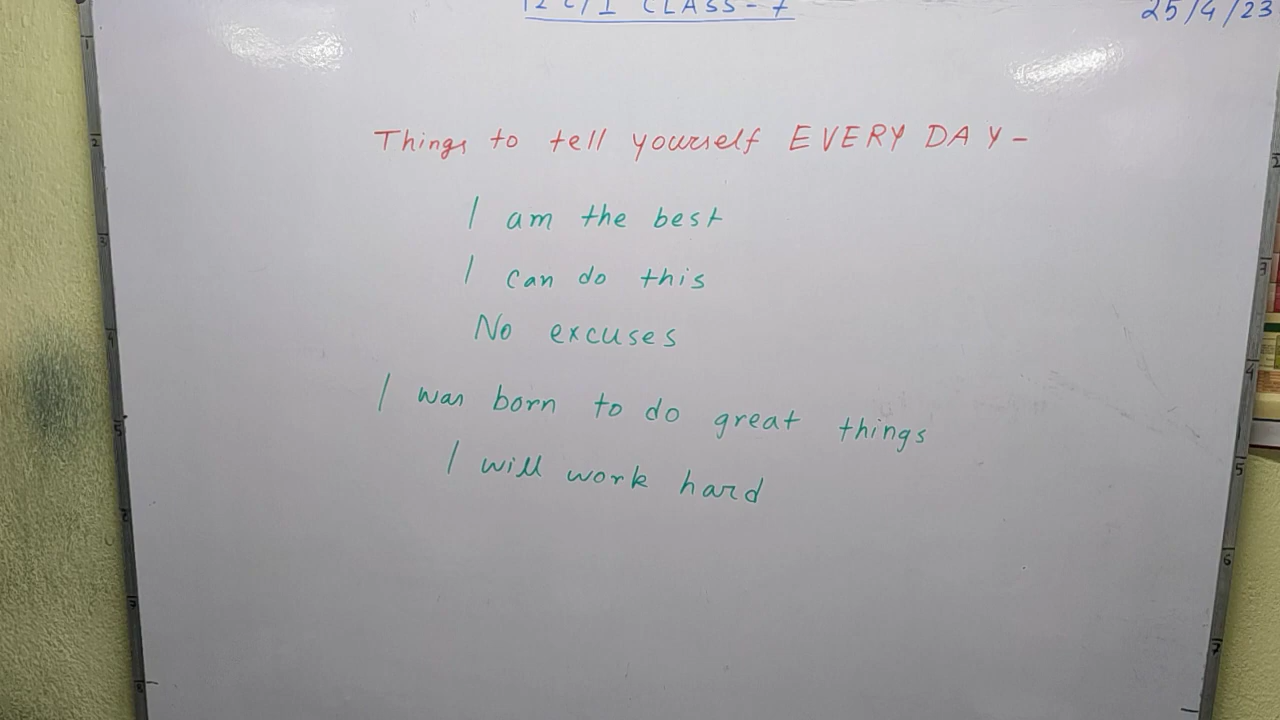 CLASS-7
25/4/23
Things to tell yourself EVERY DAY-
I am the best
I can do this
No excuses
I was born to do great things
I will work hard